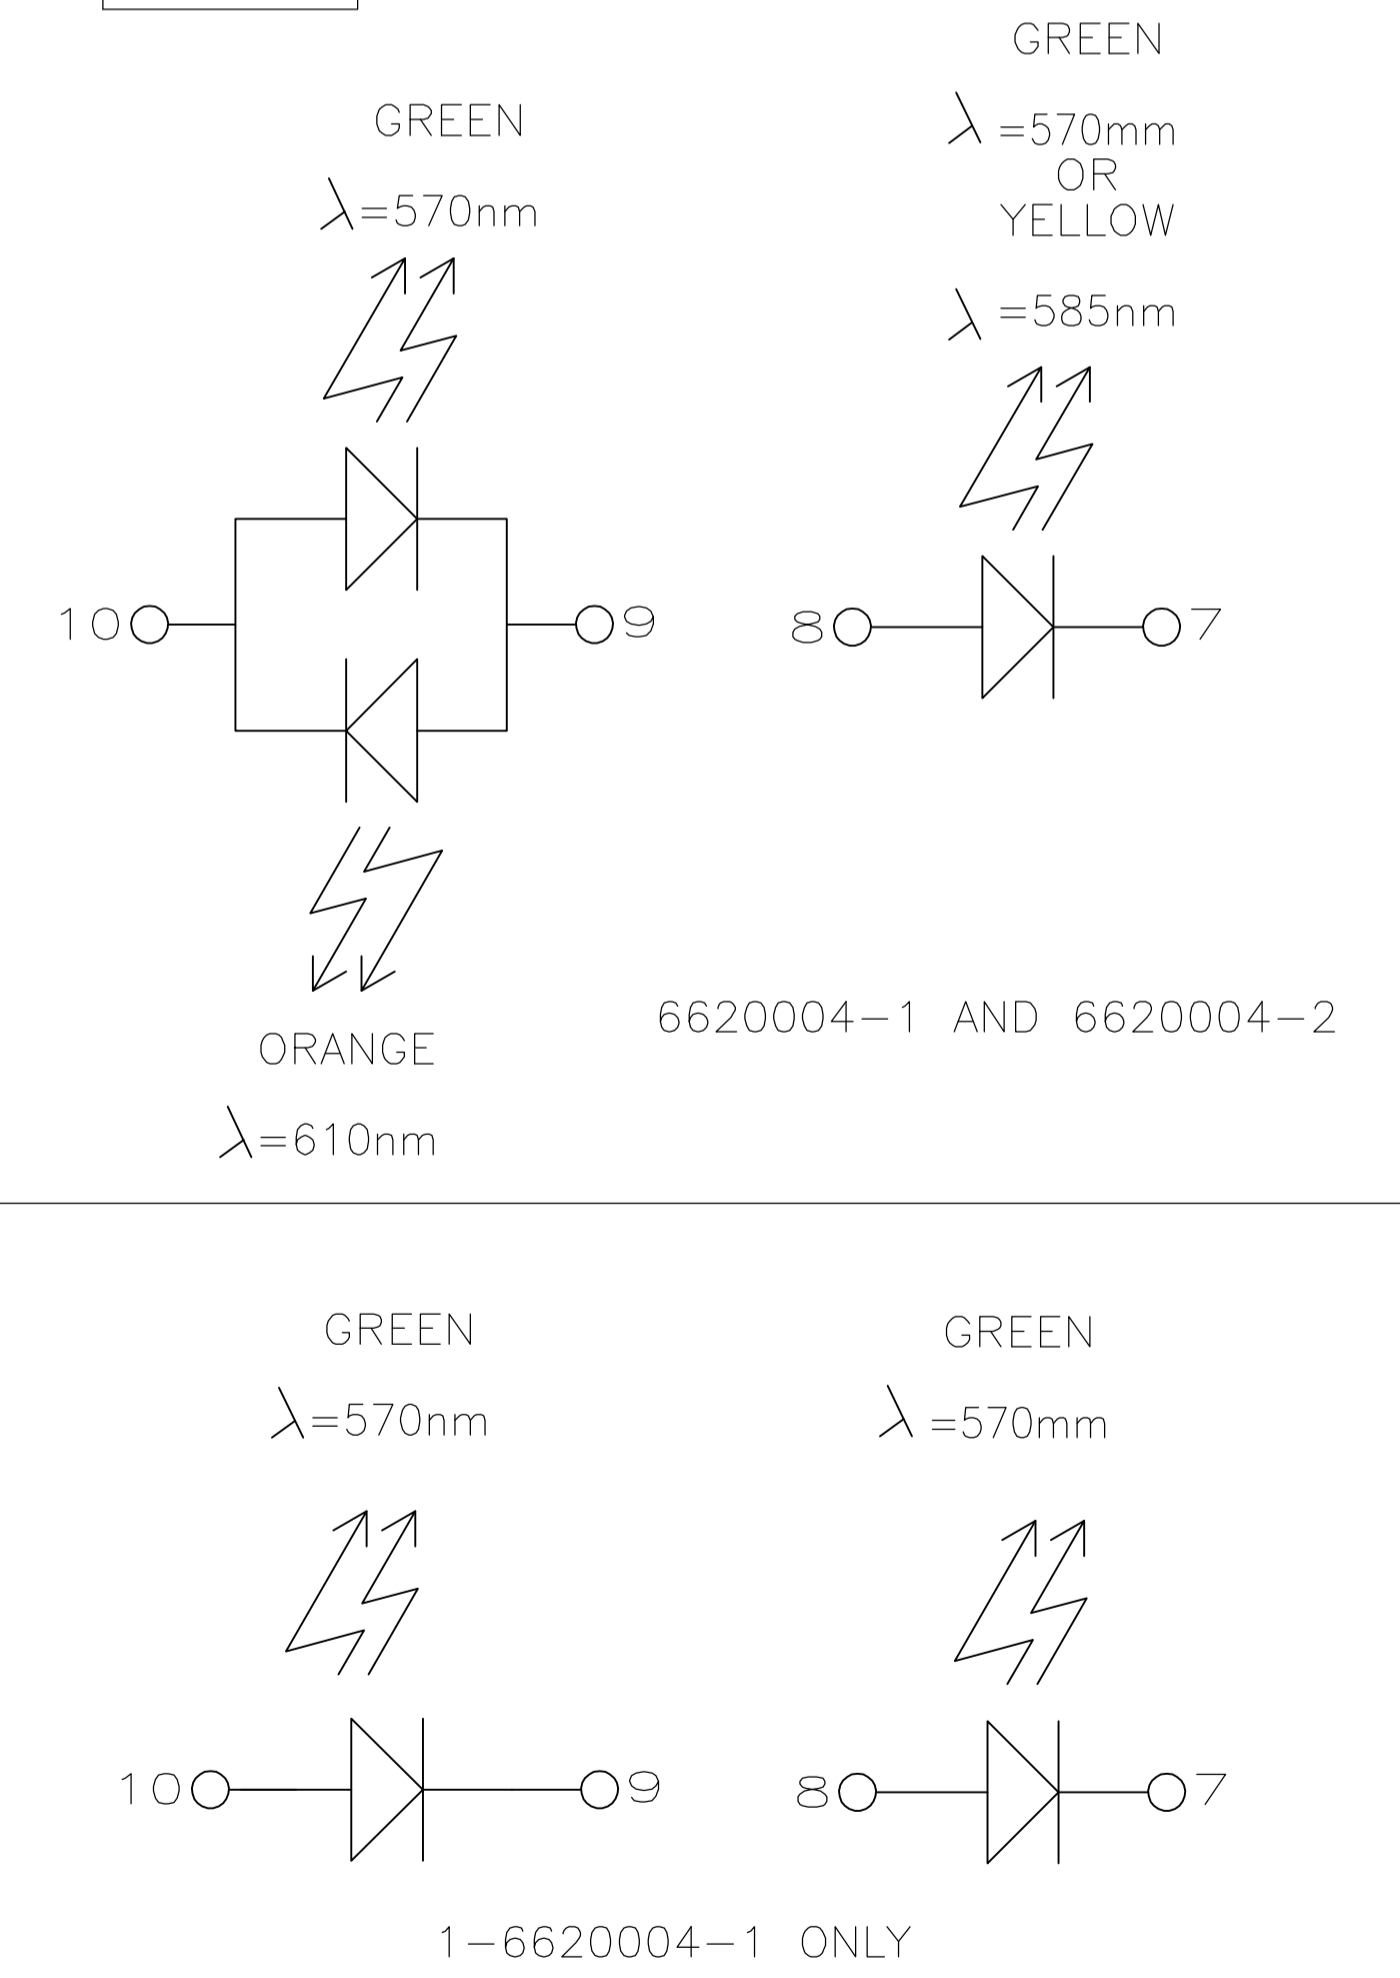 GREEN
λ=570nm
GREEN
λ =570mm
OR
YELLOW
λ =585nm
10
9
8
7
ORANGE
λ=610nm
6620004-1 AND 6620004-2
GREEN
λ=570nm
GREEN
λ =570mm
10
9
8
7
1-6620004-1 ONLY